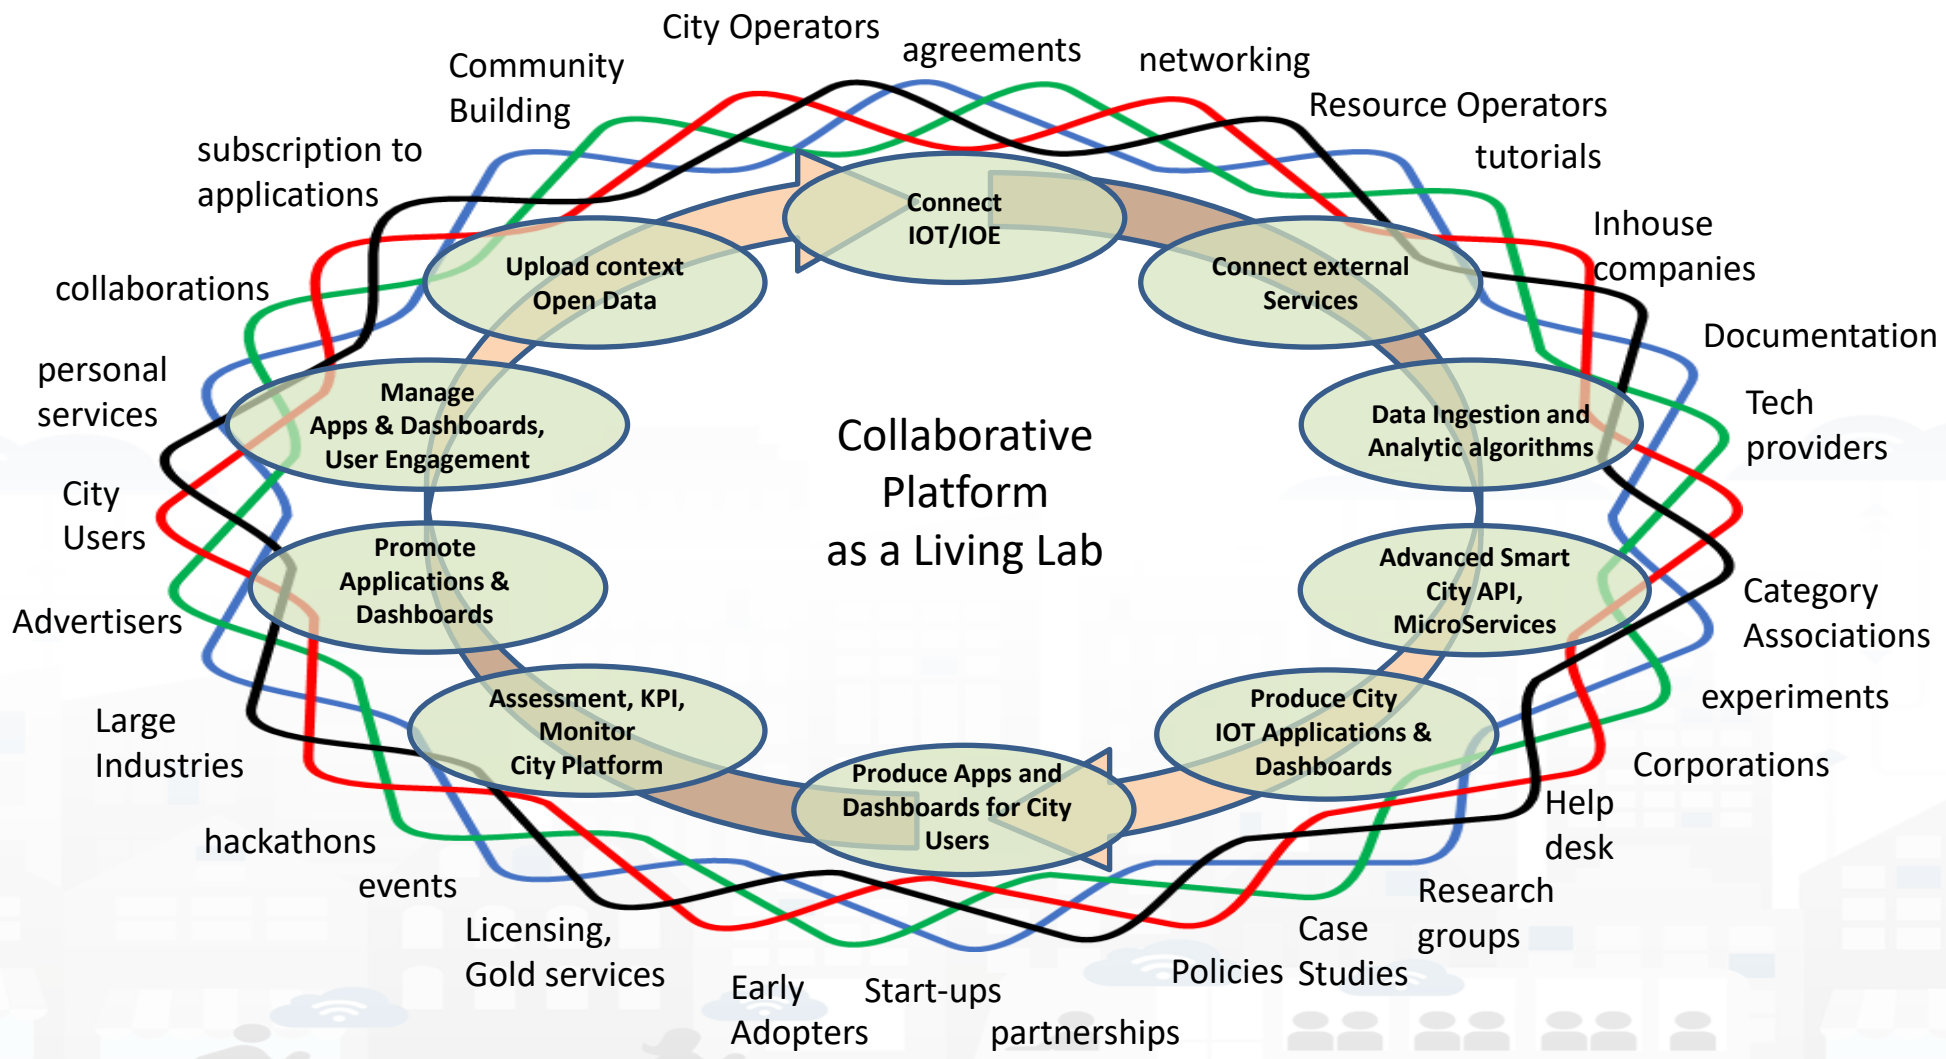 City Operators
agreements
networking
Community
Building
Resource Operators
tutorials
subscription to
applications
Inhouse
companies
collaborations
Documentation
personal
services
Tech
providers
City
Users
Category
Associations
Advertisers
experiments
Large
Industries
Corporations
Help
desk
hackathons
events
Research
groups
Licensing,
Gold services
Case
Studies
Policies
Early
Adopters
Start-ups
partnerships
Connect
IOT/IOE
Connect external
Services
Data Ingestion and
Analytic algorithms
Advanced Smart
City API,
MicroServices
Produce City
IOT Applications &
Dashboards
Produce Apps and
Dashboards for City
Users
Assessment, KPI,
Monitor
City Platform
Promote
Applications &
Dashboards
Manage
Apps & Dashboards,
User Engagement
Upload context
Open Data
Collaborative
Platform
as a Living Lab